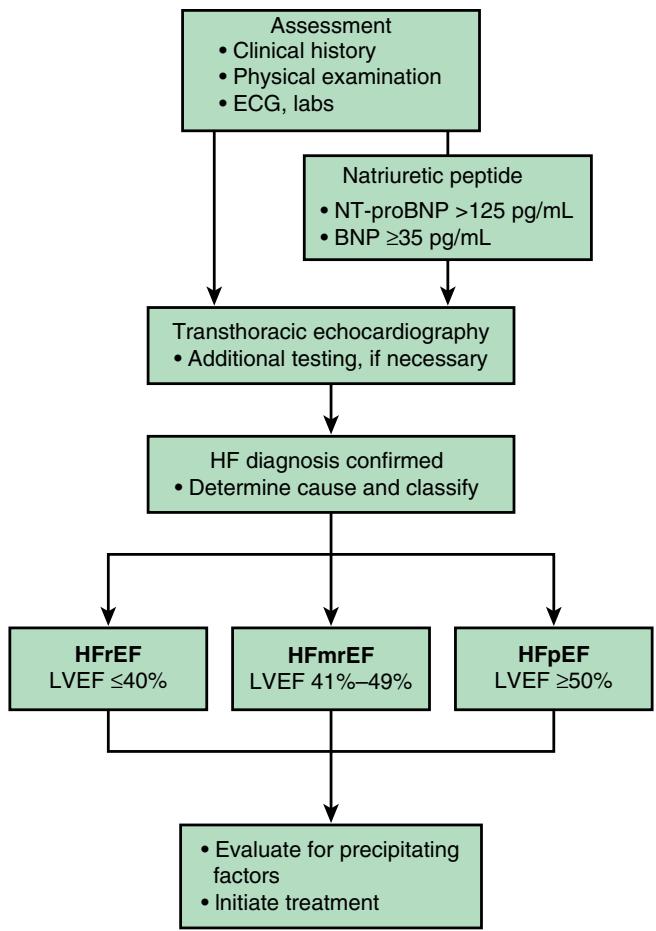 Assessment
• Clinical history
• Physical examination
• ECG, labs
Natriuretic peptide
• NT-proBNP >125 pg/mL
• BNP ≥35 pg/mL
Transthoracic echocardiography
• Additional testing, if necessary
HF diagnosis confirmed
• Determine cause and classify
HFrEF
LVEF ≤40%
HFmrEF
LVEF 41%–49%
HFpEF
LVEF ≥50%
• Evaluate for precipitating
factors
• Initiate treatment